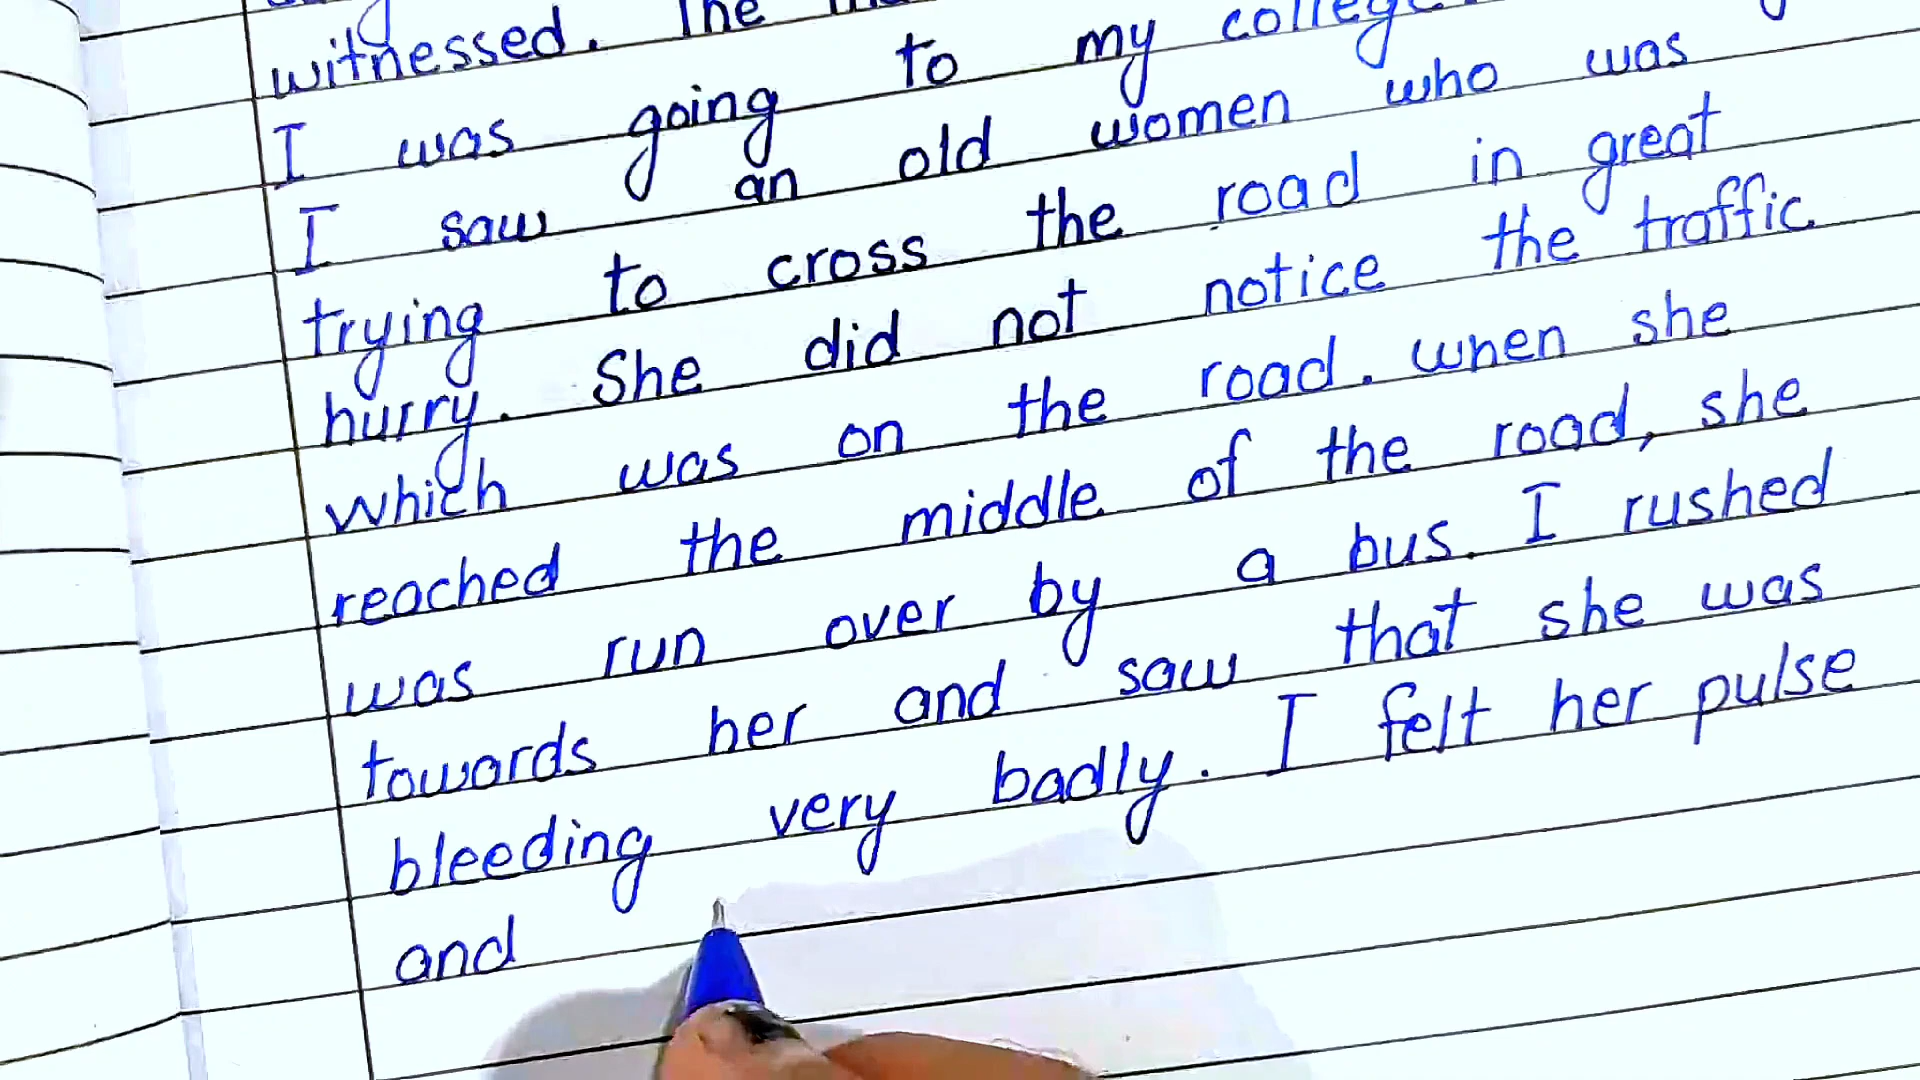 witnessed. The
I was going to my college
I saw an old women who was
trying to cross the road in great
hurry. She did not notice the traffic
which was on the road. when she
reached the middle of the road, she
was run over by a bus. I rushed
towards her and saw that she was
bleeding very badly. I felt her pulse
and